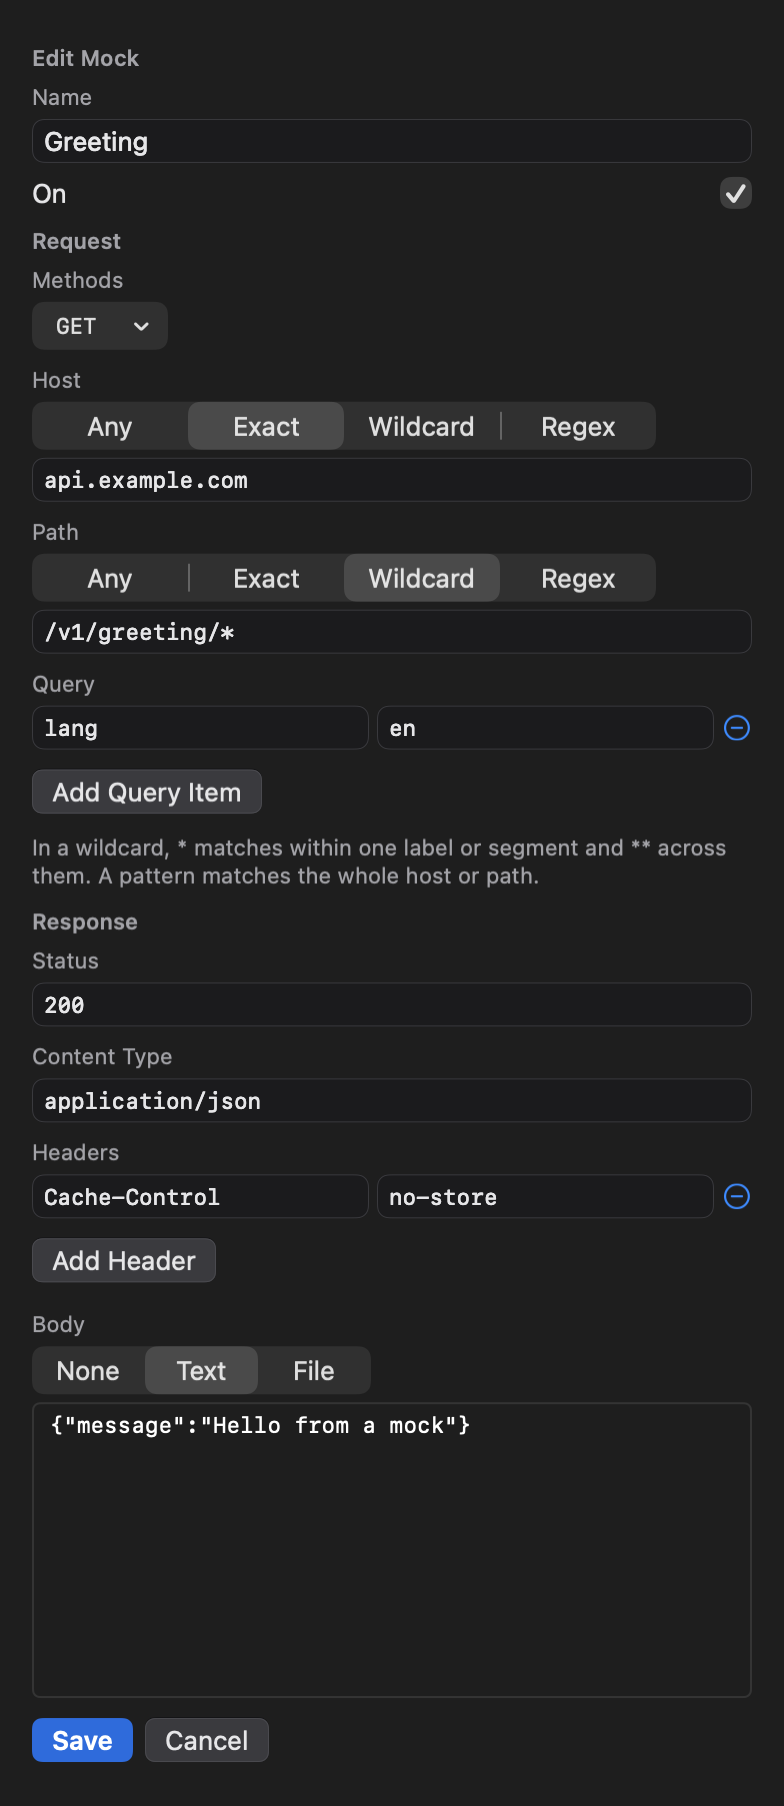 Edit Mock
Name
Greeting
On
Request
Methods
GET
Host
Any Exact Wildcard Regex
api.example.com
Path
Any Exact Wildcard Regex
/v1/greeting/*
Query
lang en
Add Query Item
In a wildcard, * matches within one label or segment and ** across
them. A pattern matches the whole host or path.
Response
Status
200
Content Type
application/json
Headers
Cache-Control no-store
Add Header
Body
None Text File
{"message":"Hello from a mock"}
Save Cancel